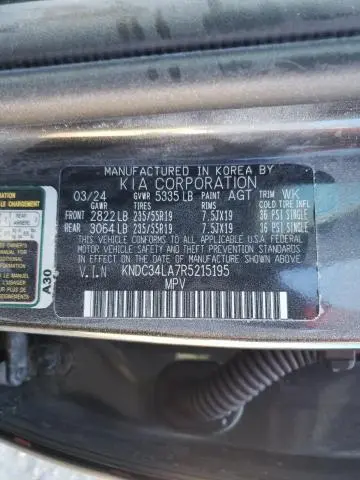 MANUFACTURED IN KOREA BY
KIA CORPORATION
03/24 GVWR 5335 LB PAINT AGT TRIM WK
GAWR TIRES RIMS COLD TIRE INFL
FRONT 2822 LB 235/55R19 7.5JX19 36 PSI SINGLE
REAR 3064 LB 235/55R19 7.5JX19 36 PSI SINGLE
THIS VEHICLE CONFORMS TO ALL APPLICABLE
FEDERAL MOTOR VEHICLE SAFETY STANDARDS IN
EFFECT ON THE DATE OF MANUFACTURE SHOWN ABOVE.
V.I.N KNDC34LA7R5215195
MPV
A30
REAR
ARRIÈRE